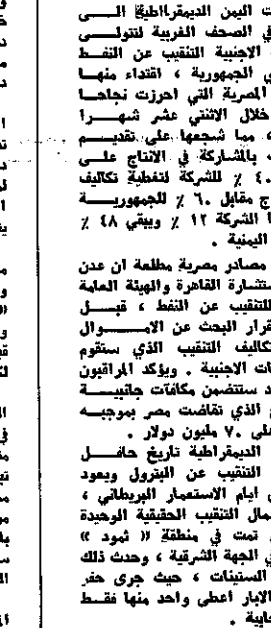 ت اليمن الديمقراطية الى
ي الصحف الغربية لتتولى
ت الاجنبية التنقيب عن النفط
ي الجمهورية ، اقتداء منها
المصرية التي احرزت نجاحا
خلال الاثني عشر شهرا
، مما شجعها على تقديم
، بالمشاركة في الانتاج على
٤٠ ٪ للشركة لتغطية تكاليف
ج مقابل ٦٠ ٪ للجمهورية
ا الشركة ١٢ ٪ ويبقى ٤٨ ٪
اليمنية .
مصادر مصرية مطلعة ان عدن
ستشارة القاهرة والهيئة العامة
للتنقيب عن النفط ، قبل
قرار البحث عن الاموال
تكاليف التنقيب الذي ستقوم
ات الاجنبية . ويؤكد المراقبون
د ستتضمن مكافآت جانبية
ع الذي تقاضت مصر بموجبه
على ٧٠ مليون دولار .
الديمقراطية تاريخ حافل
التنقيب عن البترول ويعود
ى ايام الاستعمار البريطاني ،
مال التنقيب الحقيقية الوحيدة
تمت في منطقة « ثمود »
ي الجهة الشرقية ، وحدث ذلك
الستينات ، حيث جرى حفر
الابار أعطى واحد منها فقط
جابية .